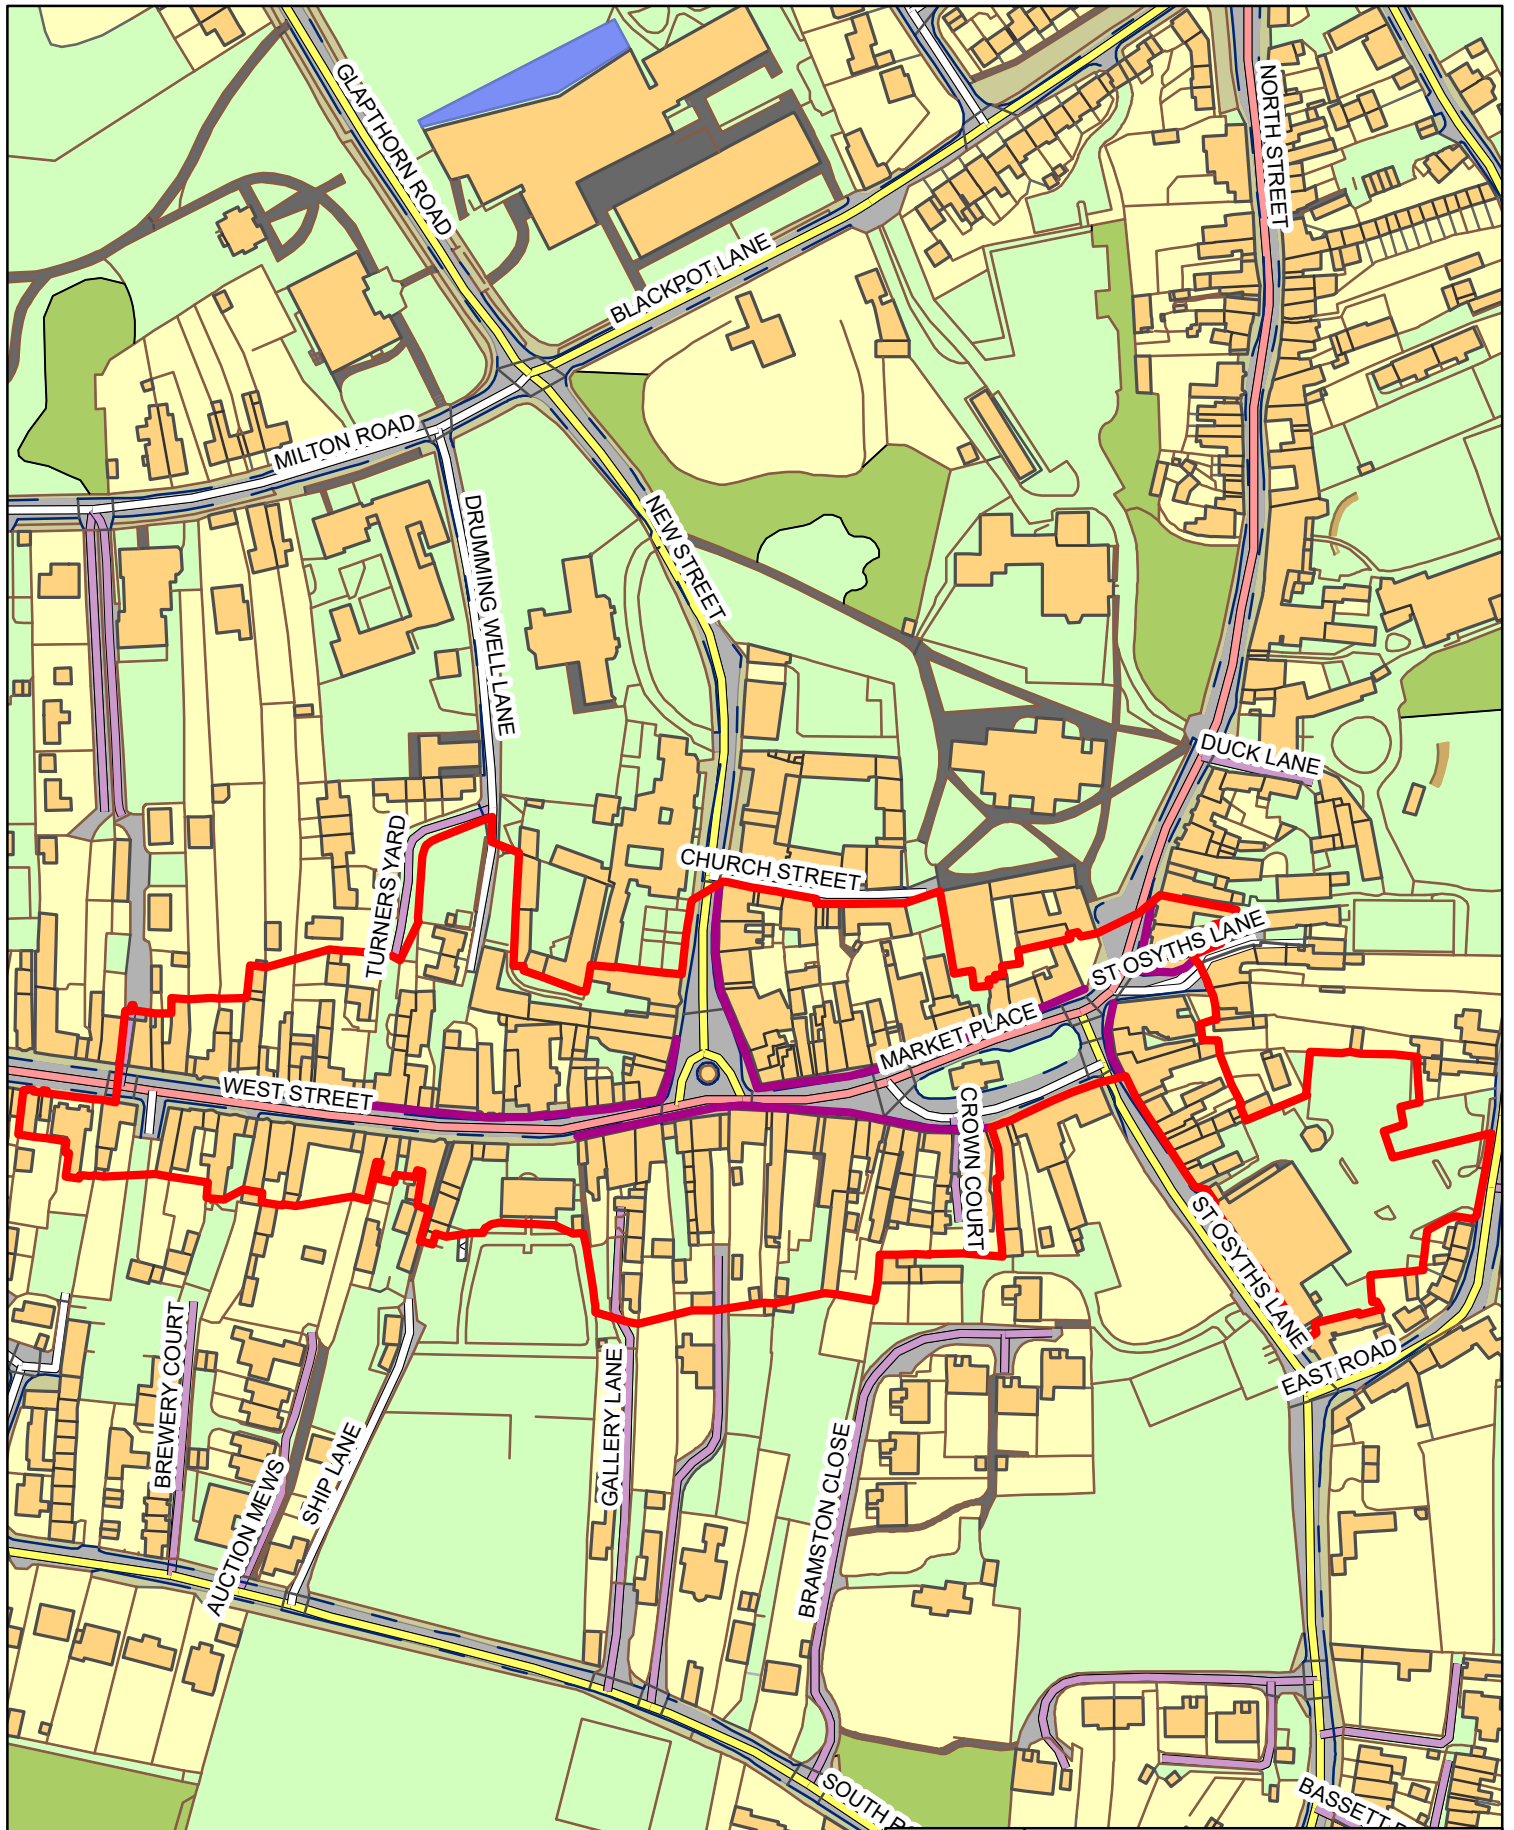 GLAPTHORN ROAD
NORTH STREET
BLACKPOT LANE
MILTON ROAD
DRUMMING WELL LANE
NEW STREET
DUCK LANE
TURNERS YARD
CHURCH STREET
ST OSYTHS LANE
MARKET PLACE
WEST STREET
CROWN COURT
ST OSYTHS LANE
EAST ROAD
BREWERY COURT
GALLERY LANE
AUCTION MEWS
SHIP LANE
BRAMSTON CLOSE
SOUTH
BASSETT